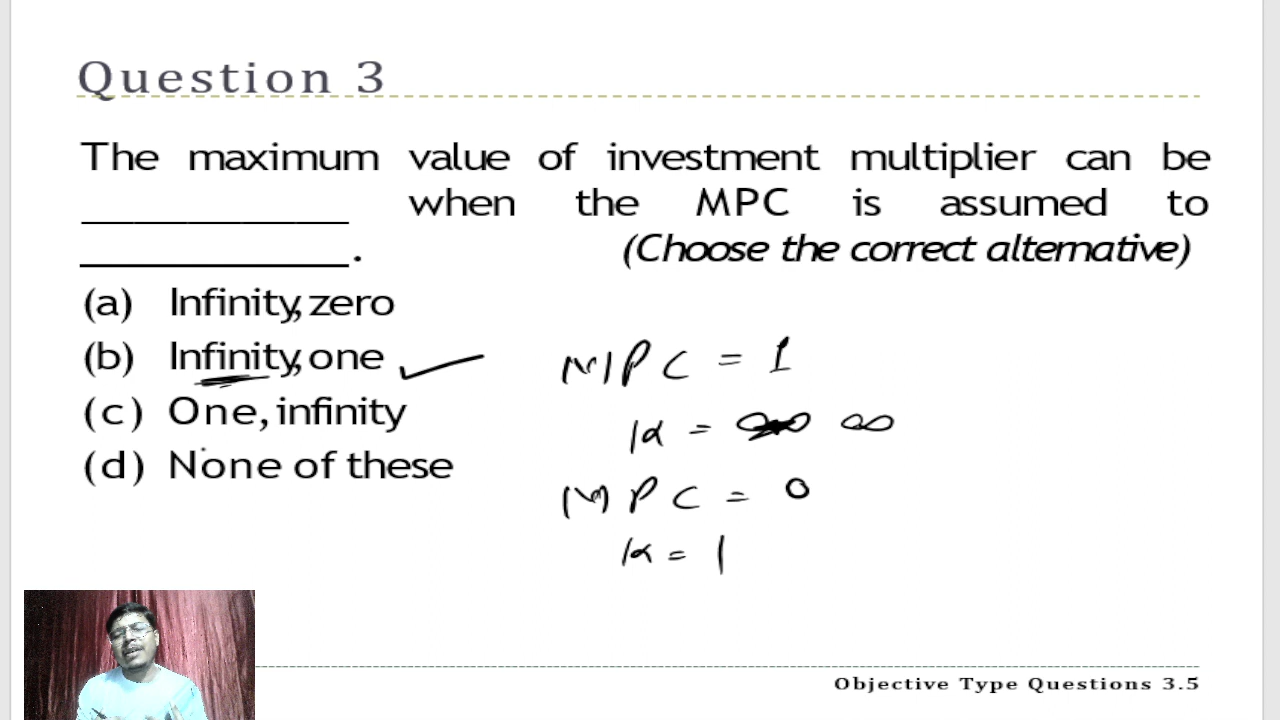 Question 3
The maximum value of investment multiplier can be
____________ when the MPC is assumed to
____________. (Choose the correct alternative)
(a) Infinity, zero
(b) Infinity, one
(c) One, infinity
(d) None of these
MPC = 1
K = ∞
MPC = 0
K = 1
Objective Type Questions 3.5